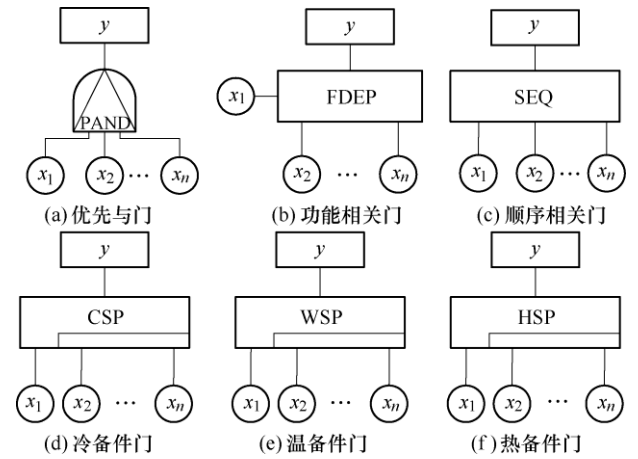 y y y
PAND FDEP SEQ
x₁ x₂ … xₙ x₁ x₂ … xₙ x₁ x₂ … xₙ
(a) 优先与门 (b) 功能相关门 (c) 顺序相关门
y y y
CSP WSP HSP
x₁ x₂ … xₙ x₁ x₂ … xₙ x₁ x₂ … xₙ
(d) 冷备件门 (e) 温备件门 (f) 热备件门